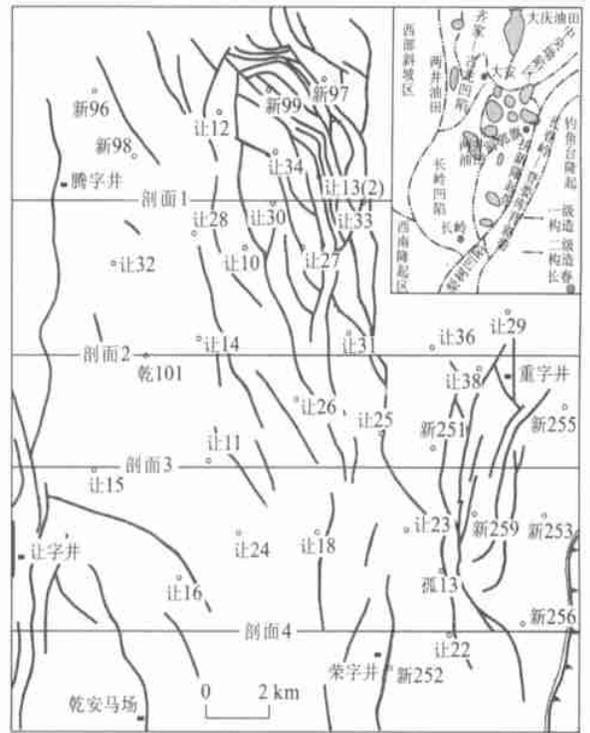 大庆油田
西部斜坡区
两井油田
大安
长岭凹陷
长岭
西南隆起区
钓鱼台隆起
一级构造
二级构造
长春
新96
新98
新99
新97
让12
腾字井
让34
让13(2)
剖面1
让28
让30
让33
让32
让10
让27
让14
让31
让36
让29
剖面2
乾101
让38
重字井
让26
让25
新251
新255
剖面3
让11
让15
让23
新259
新253
让字井
让24
让18
让16
孤13
新256
剖面4
让22
荣字井
新252
乾安马场
0 2 km